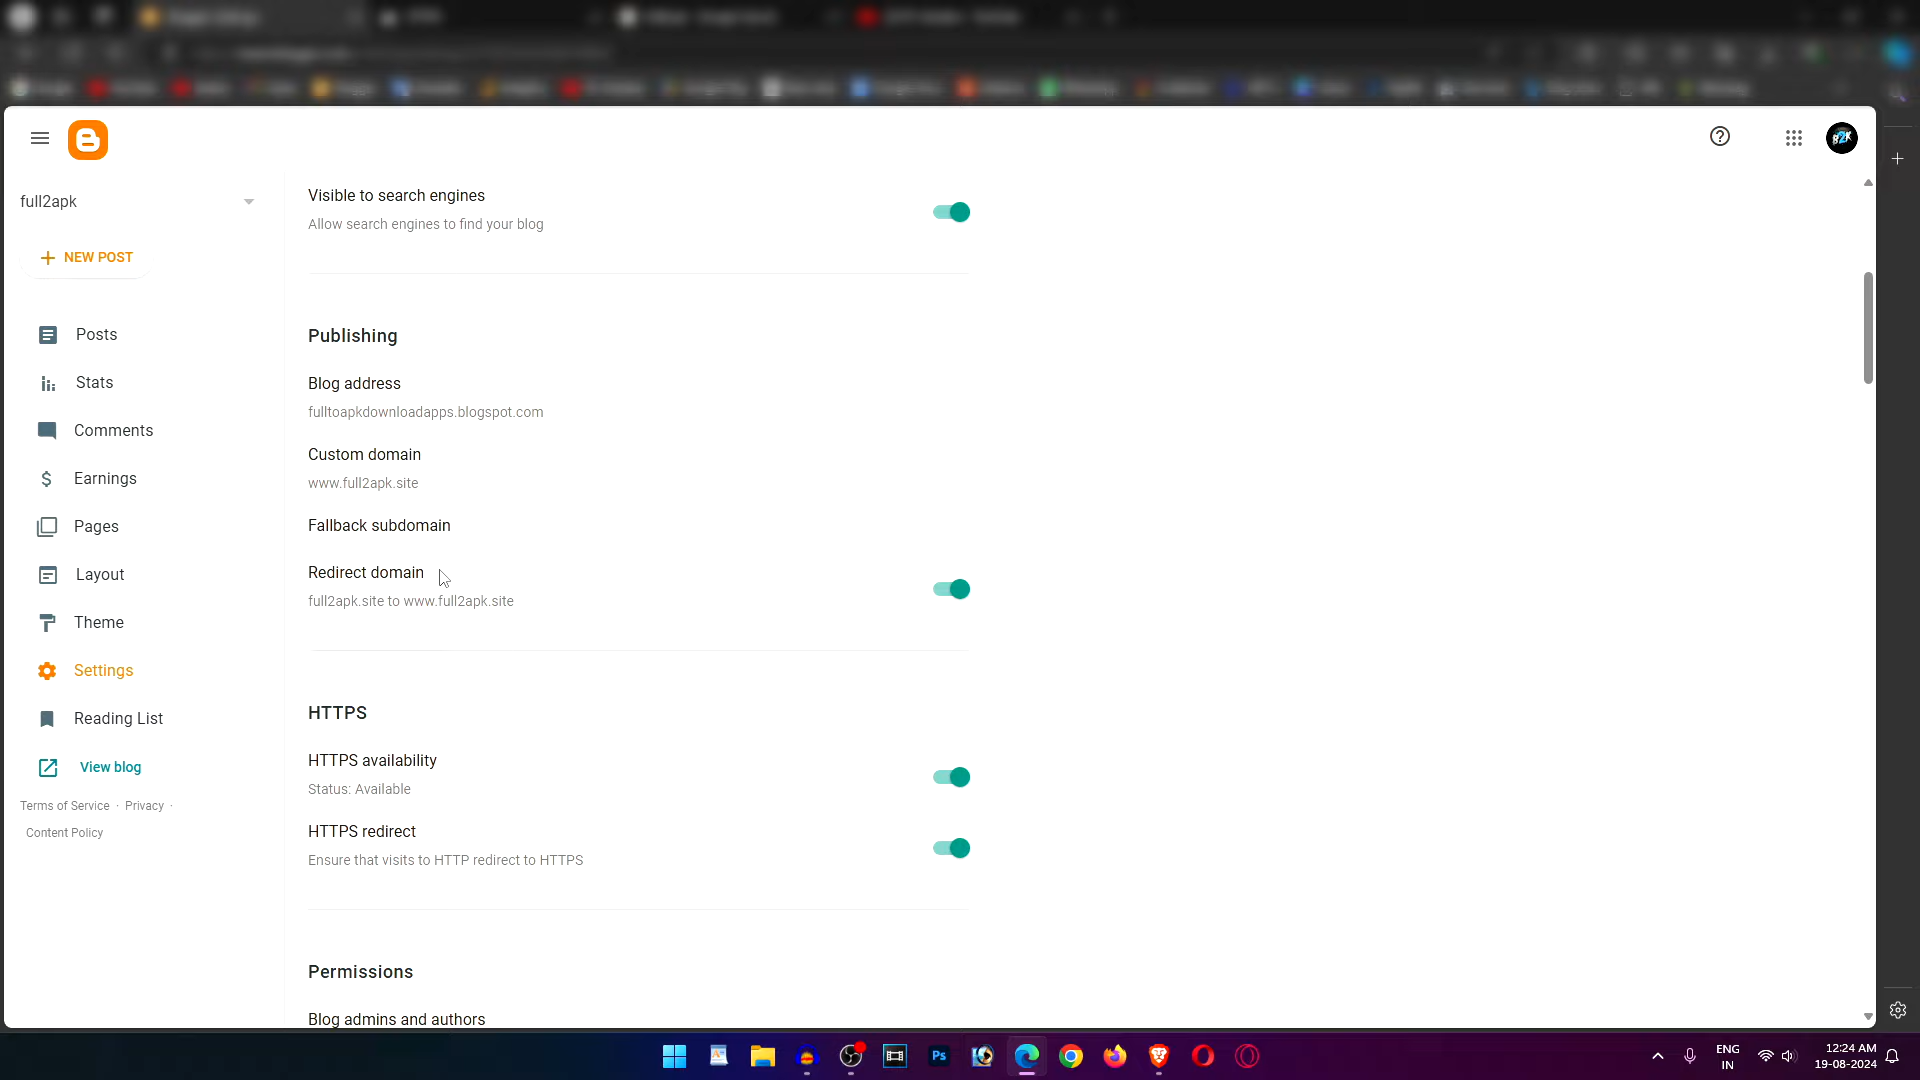 full2apk
NEW POST
Posts
Stats
Comments
Earnings
Pages
Layout
Theme
Settings
Reading List
View blog
Terms of Service · Privacy ·
Content Policy
Visible to search engines
Allow search engines to find your blog
Publishing
Blog address
fulltoapkdownloadapps.blogspot.com
Custom domain
www.full2apk.site
Fallback subdomain
Redirect domain
full2apk.site to www.full2apk.site
HTTPS
HTTPS availability
Status: Available
HTTPS redirect
Ensure that visits to HTTP redirect to HTTPS
Permissions
Blog admins and authors
Ps
ENG
IN
12:24 AM
19-08-2024